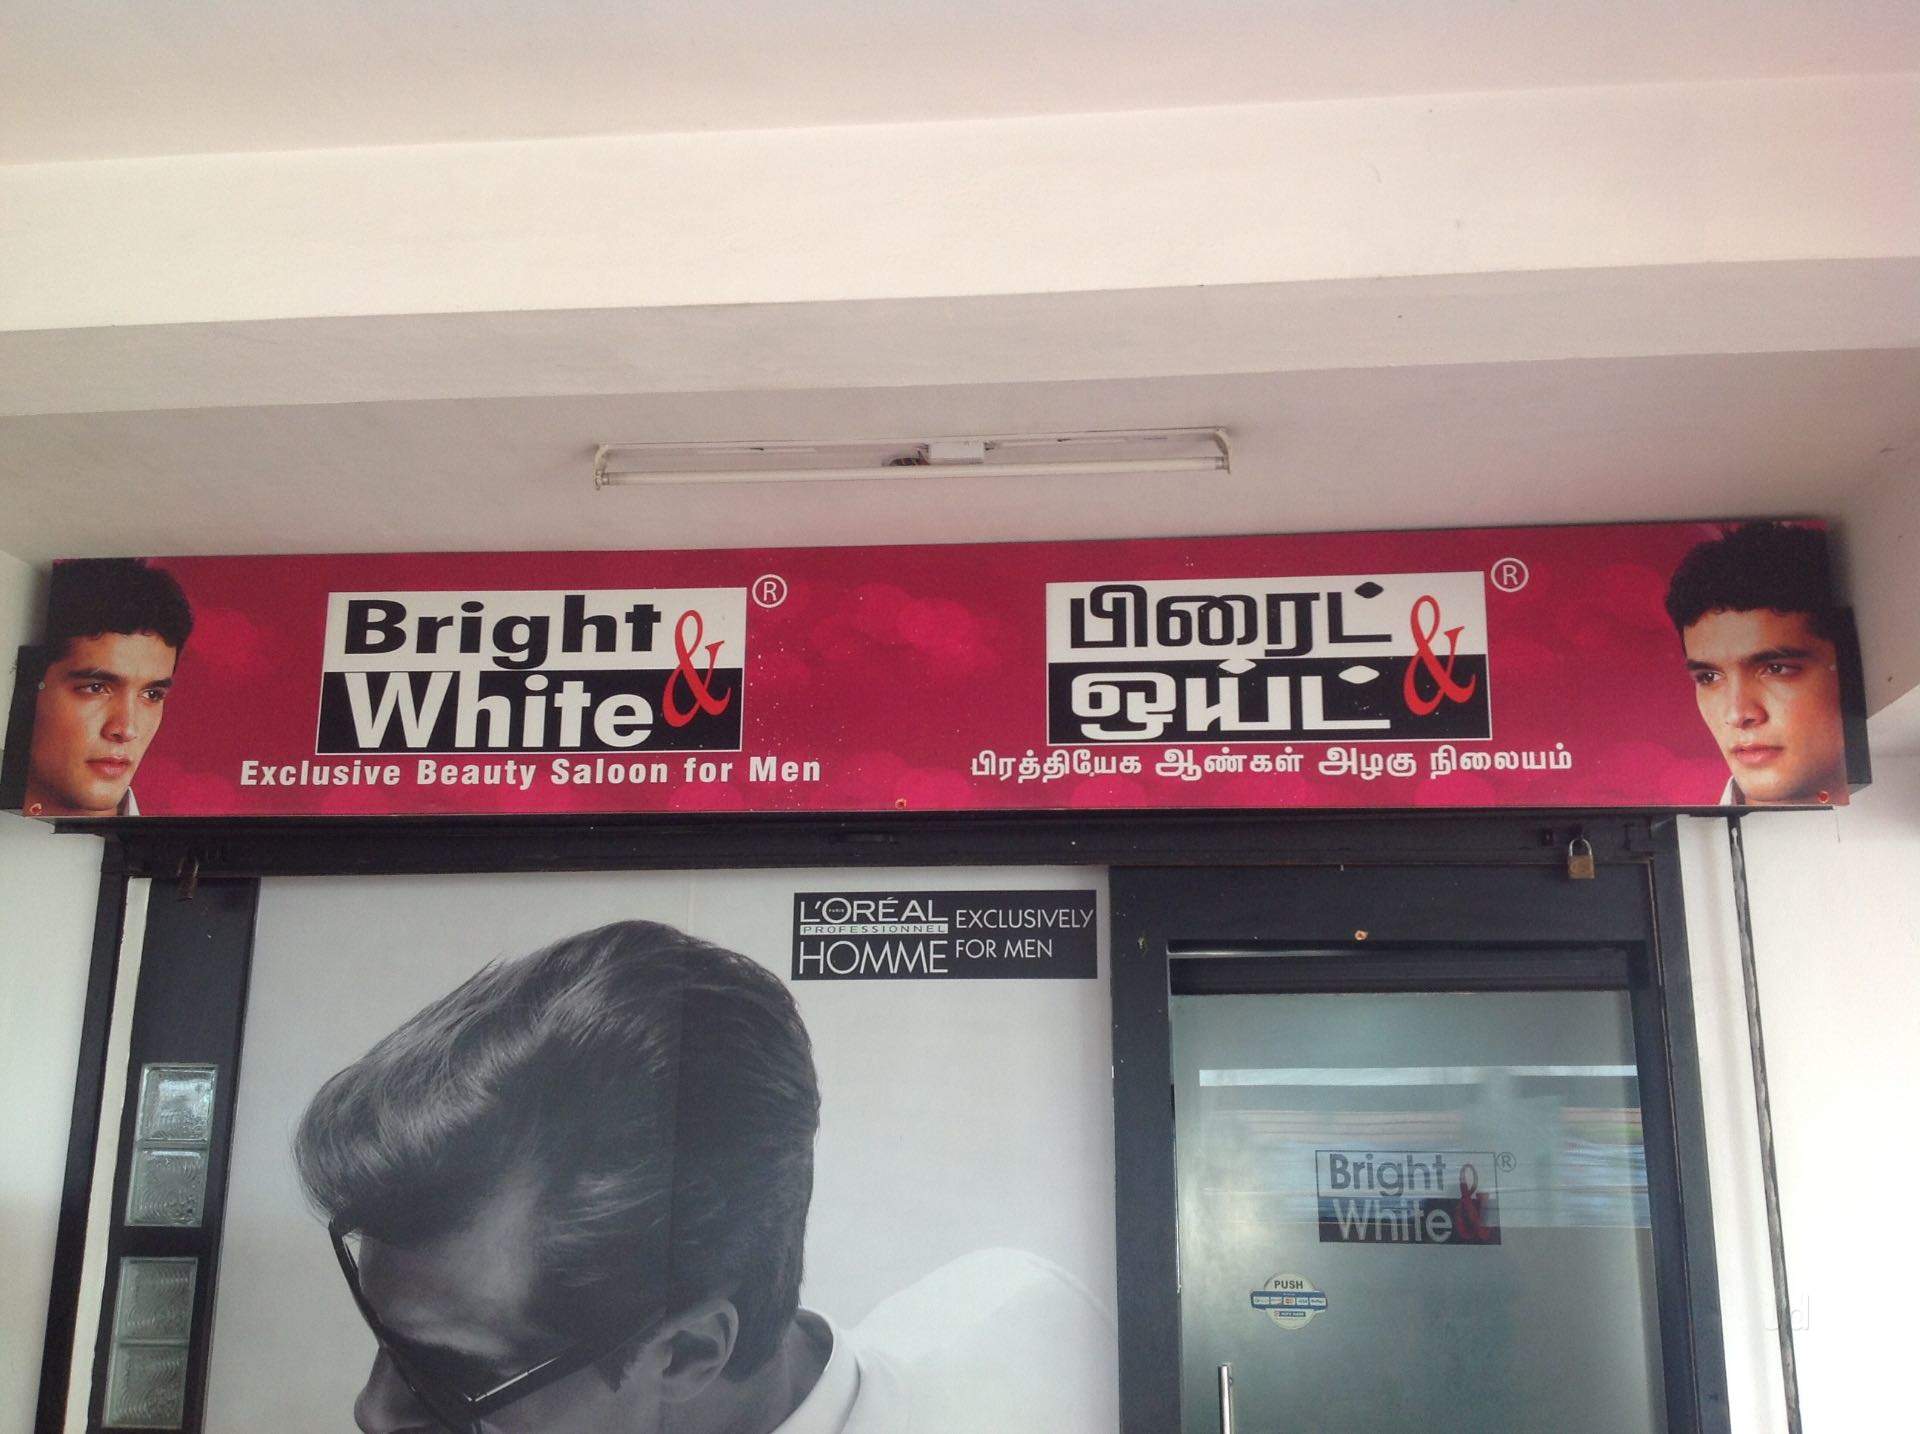 Bright
& ®
White
Exclusive Beauty Saloon for Men
பிரைட்
& ®
ஒய்ட்
பிரத்தியேக ஆண்கள் அழகு நிலையம்
L'ORÉAL
PARIS
PROFESSIONNEL
HOMME
EXCLUSIVELY
FOR MEN
Bright
& ®
White
PUSH